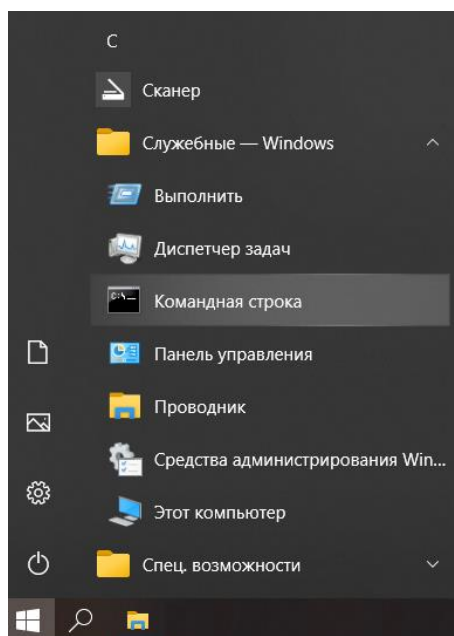 С
Сканер
Служебные — Windows
Выполнить
Диспетчер задач
C:\
Командная строка
Панель управления
Проводник
Средства администрирования Win...
Этот компьютер
Спец. возможности